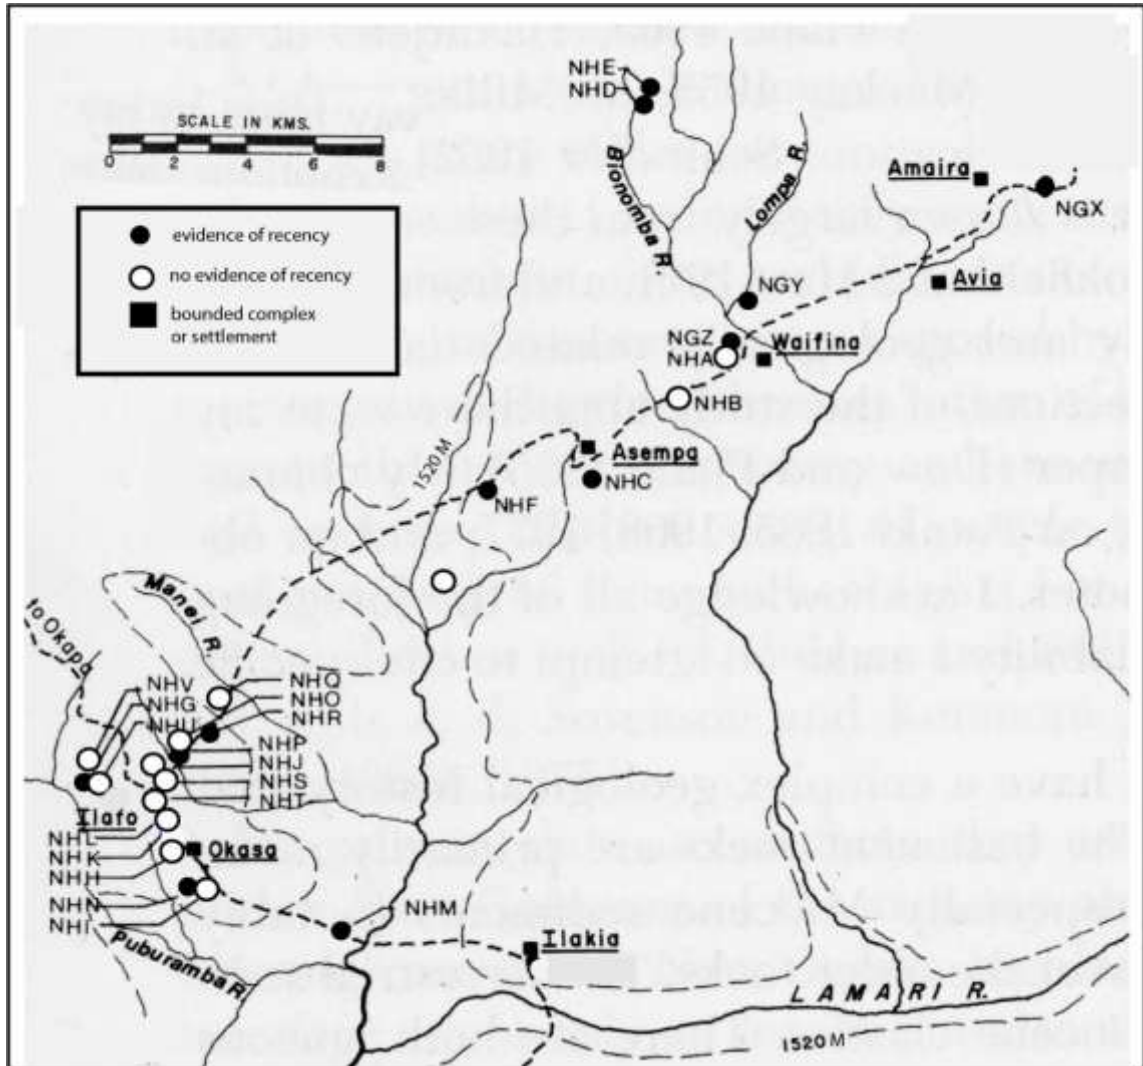 SCALE IN KMS.
0 2 4 6 8
evidence of recency
no evidence of recency
bounded complex
or settlement
NHE
NHD
Bionomba R
Lompa R.
Amaira
NGX
Avia
NGY
NGZ
NHA
Waifina
NHB
1520 M
Asempa
NHF
NHC
Manei R.
to Okapa
NHV
NHG
NHU
NHQ
NHO
NHR
NHP
NHJ
NHS
NHT
Ilafo
NHL
NHK
NHH
Okasa
NHN
NHI
NHM
Puburamba R.
Ilakia
LAMARI R.
1520 M